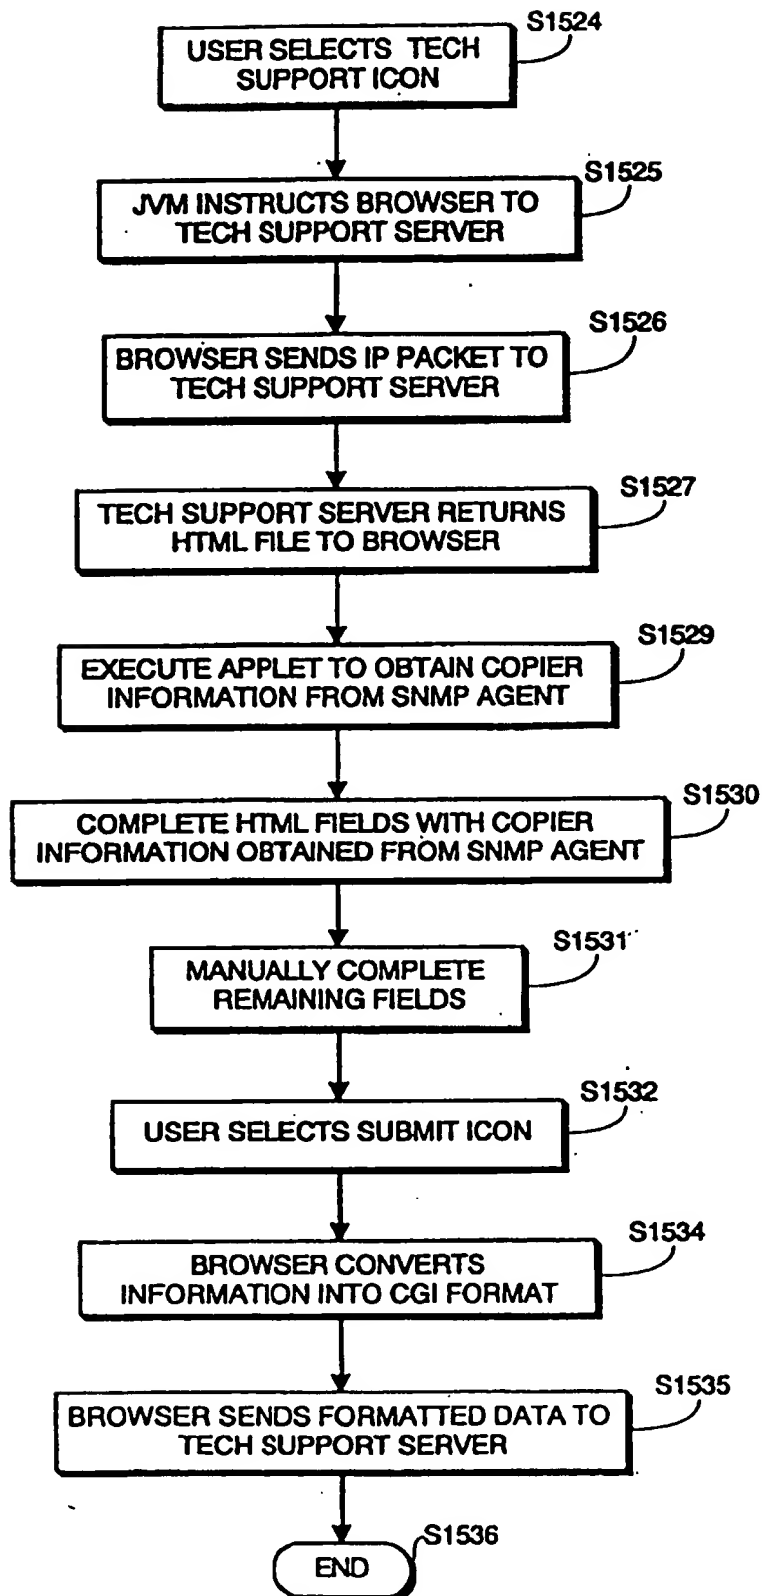 S1524
USER SELECTS TECH
SUPPORT ICON
S1525
JVM INSTRUCTS BROWSER TO
TECH SUPPORT SERVER
S1526
BROWSER SENDS IP PACKET TO
TECH SUPPORT SERVER
S1527
TECH SUPPORT SERVER RETURNS
HTML FILE TO BROWSER
S1529
EXECUTE APPLET TO OBTAIN COPIER
INFORMATION FROM SNMP AGENT
S1530
COMPLETE HTML FIELDS WITH COPIER
INFORMATION OBTAINED FROM SNMP AGENT
S1531
MANUALLY COMPLETE
REMAINING FIELDS
S1532
USER SELECTS SUBMIT ICON
S1534
BROWSER CONVERTS
INFORMATION INTO CGI FORMAT
S1535
BROWSER SENDS FORMATTED DATA TO
TECH SUPPORT SERVER
S1536
END